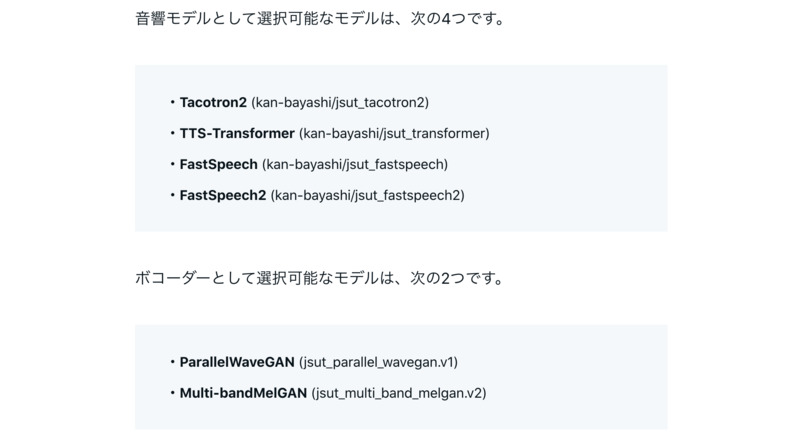 音響モデルとして選択可能なモデルは、次の4つです。
・Tacotron2 (kan-bayashi/jsut_tacotron2)
・TTS-Transformer (kan-bayashi/jsut_transformer)
・FastSpeech (kan-bayashi/jsut_fastspeech)
・FastSpeech2 (kan-bayashi/jsut_fastspeech2)
ボコーダーとして選択可能なモデルは、次の2つです。
・ParallelWaveGAN (jsut_parallel_wavegan.v1)
・Multi-bandMelGAN (jsut_multi_band_melgan.v2)